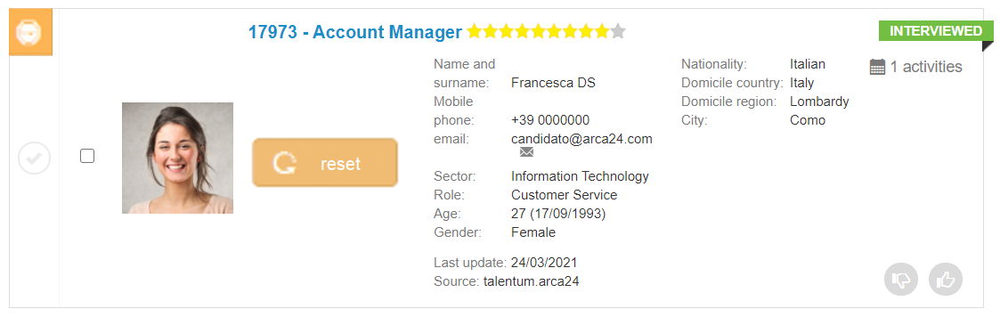 17973 - Account Manager
INTERVIEWED
1 activities
reset
Name and
surname: Francesca DS
Mobile
phone: +39 0000000
email: candidato@arca24.com
Sector: Information Technology
Role: Customer Service
Age: 27 (17/09/1993)
Gender: Female
Last update: 24/03/2021
Source: talentum.arca24
Nationality: Italian
Domicile country: Italy
Domicile region: Lombardy
City: Como